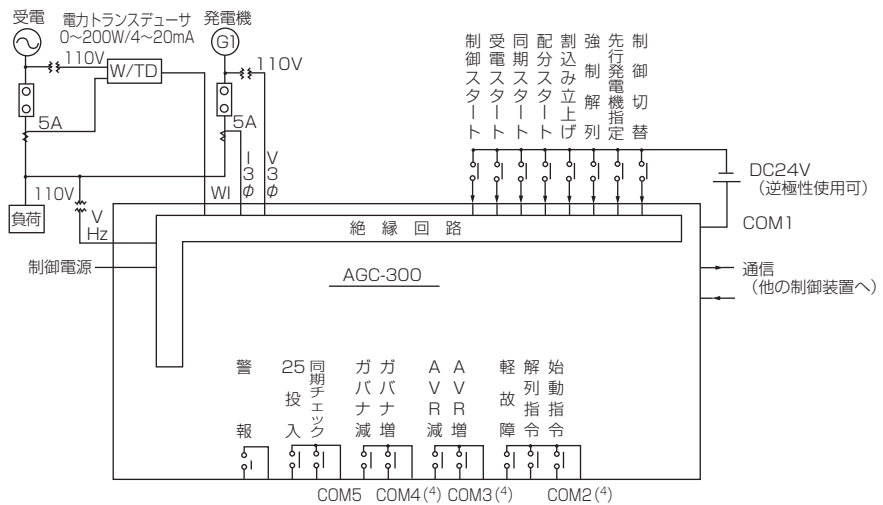 受電
電力トランスデューサ
0~200W/4~20mA
発電機
G1
110V
W/TD
110V
5A
5A
WI
I3φ
V3φ
110V
V
Hz
負荷
制御電源
制御スタート
受電スタート
同期スタート
配分スタート
割込み立上げ
強制解列
先行発電機指定
制御切替
DC24V
(逆極性使用可)
COM1
絶縁回路
AGC-300
通信
(他の制御装置へ)
警報
25投入
同期チェック
ガバナ減
ガバナ増
AVR減
AVR増
軽故障
解列指令
始動指令
COM5
COM4(4)
COM3(4)
COM2(4)